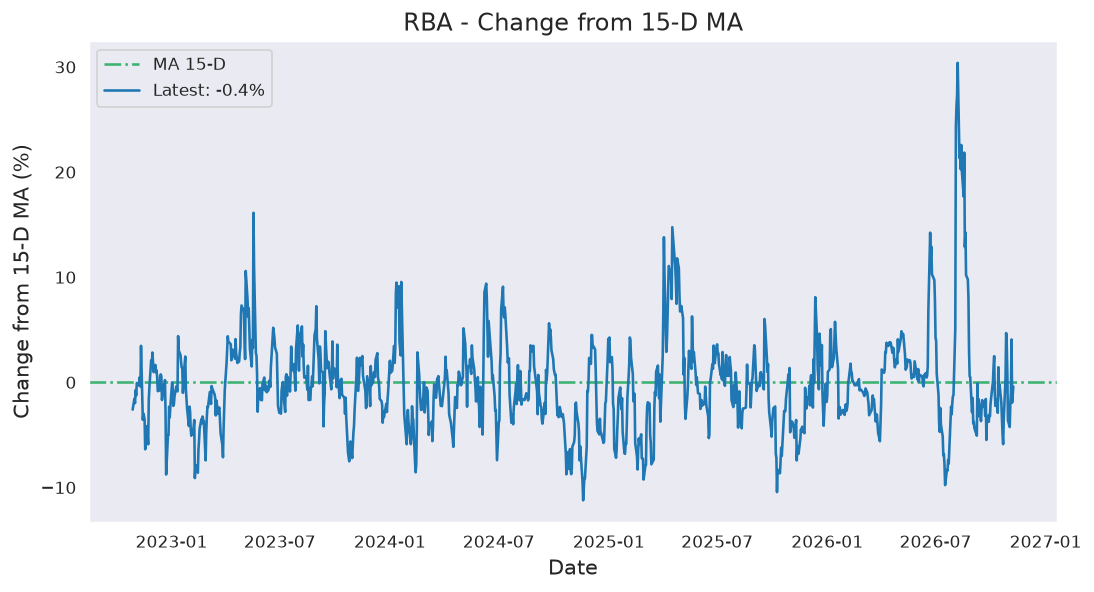 RBA - Change from 15-D MA
MA 15-D
Latest: -0.4%
Change from 15-D MA (%)
30
20
10
0
−10
2023-01 2023-07 2024-01 2024-07 2025-01 2025-07 2026-01 2026-07 2027-01
Date